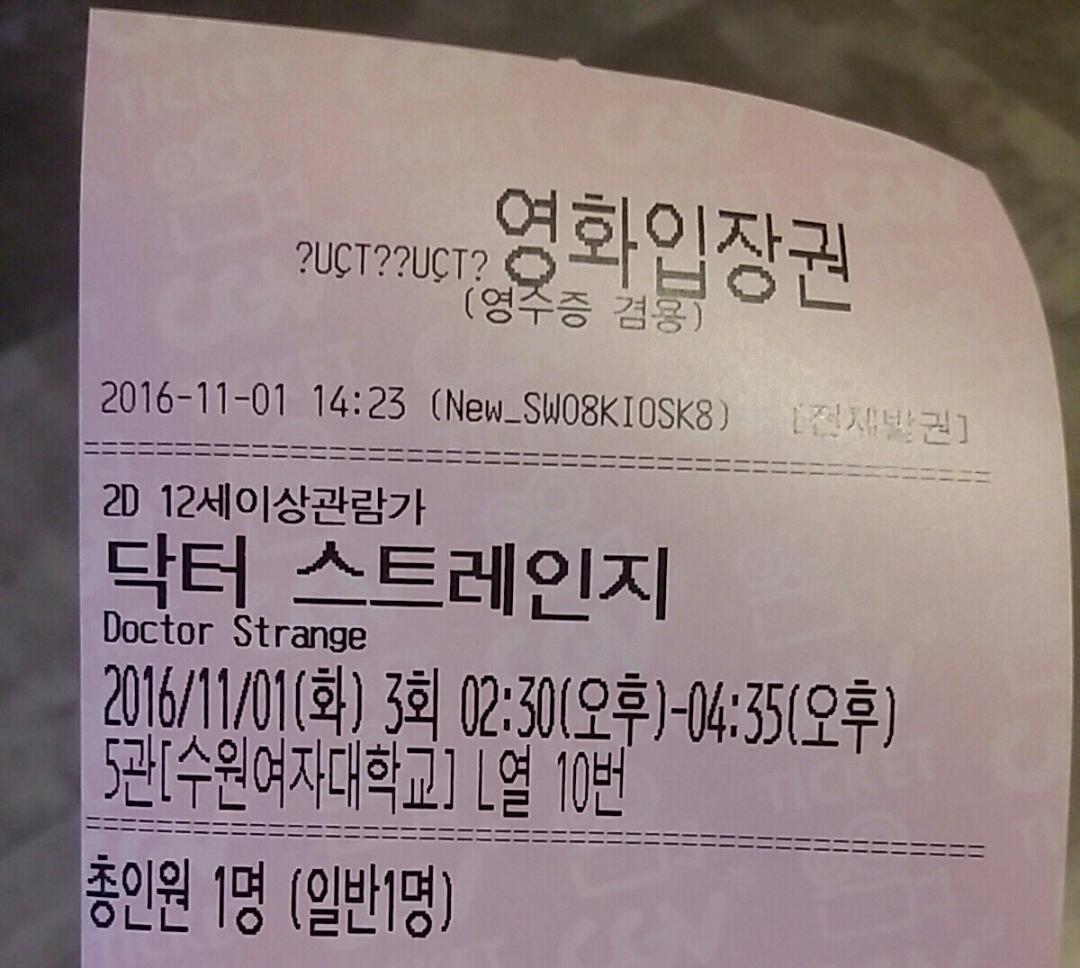 ?UÇT??UÇT? 영화입장권
(영수증 겸용)
2016-11-01 14:23 (New_SW08KIOSK8) [전체발권]
==================================================
2D 12세이상관람가
닥터 스트레인지
Doctor Strange
2016/11/01(화) 3회 02:30(오후)-04:35(오후)
5관[수원여자대학교] L열 10번
==================================================
총인원 1명 (일반1명)